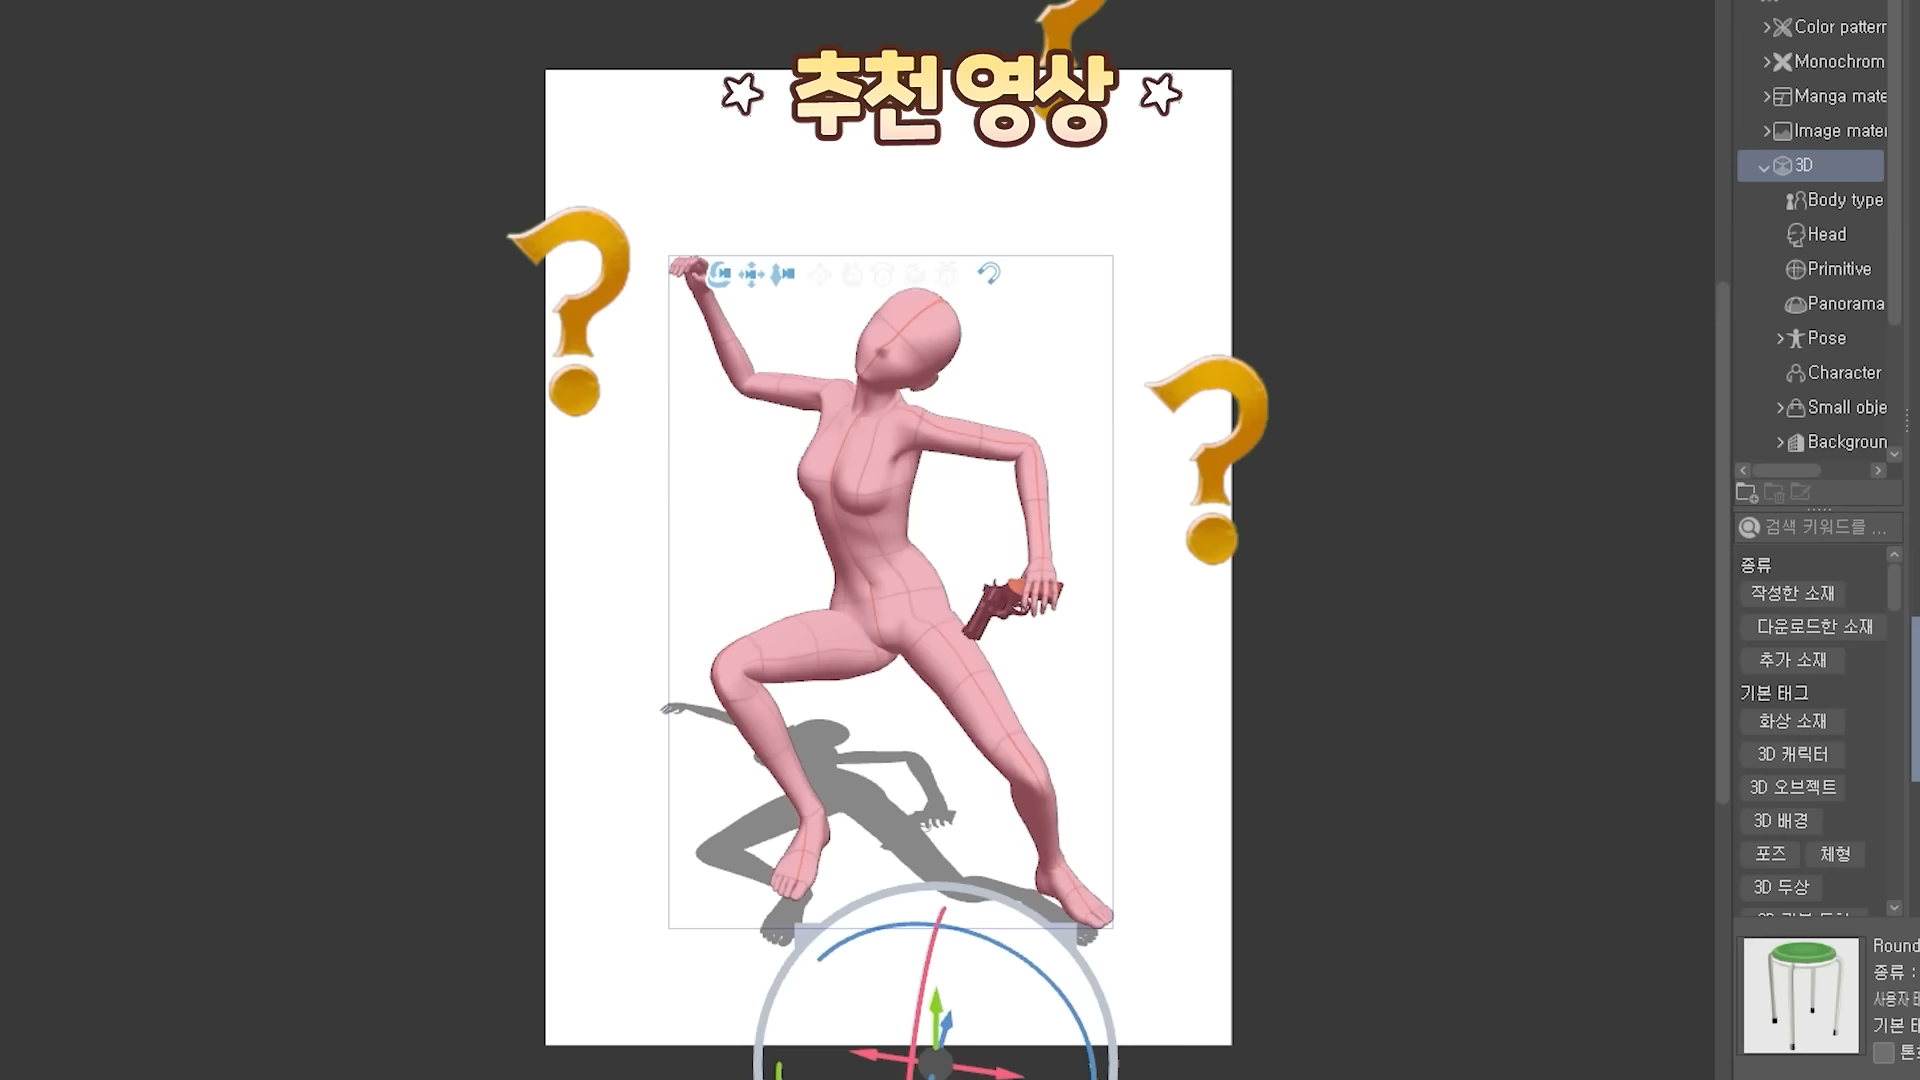 추천 영상
Color pattern
Monochrom
Manga mate
Image mater
3D
Body type
Head
Primitive
Panorama
Pose
Character
Small obje
Backgroun
검색 키워드를 ...
종류
작성한 소재
다운로드한 소재
추가 소재
기본 태그
화상 소재
3D 캐릭터
3D 오브젝트
3D 배경
포즈 체형
3D 두상
Round
종류 :
사용자
기본